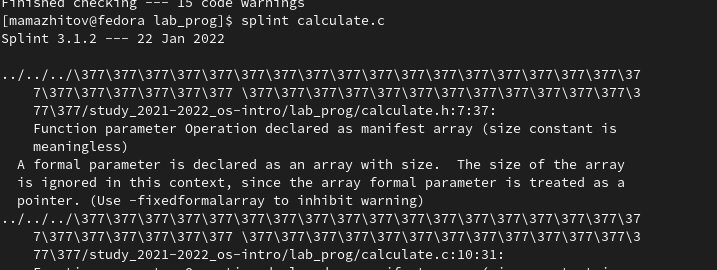 Finished checking --- 15 code warnings
[mamazhitov@fedora lab_prog]$ splint calculate.c
Splint 3.1.2 --- 22 Jan 2022

../../../\377\377\377\377\377\377\377\377\377\377\377\377\377\377\377\377\377\37
7\377\377\377\377\377 \377\377\377\377\377\377\377\377\377\377\377\377\3
77\377/study_2021-2022_os-intro/lab_prog/calculate.h:7:37:
Function parameter Operation declared as manifest array (size constant is
meaningless)
A formal parameter is declared as an array with size.  The size of the array
is ignored in this context, since the array formal parameter is treated as a
pointer. (Use -fixedformalarray to inhibit warning)
../../../\377\377\377\377\377\377\377\377\377\377\377\377\377\377\377\377\377\37
7\377\377\377\377\377 \377\377\377\377\377\377\377\377\377\377\377\377\3
77\377/study_2021-2022_os-intro/lab_prog/calculate.c:10:31: